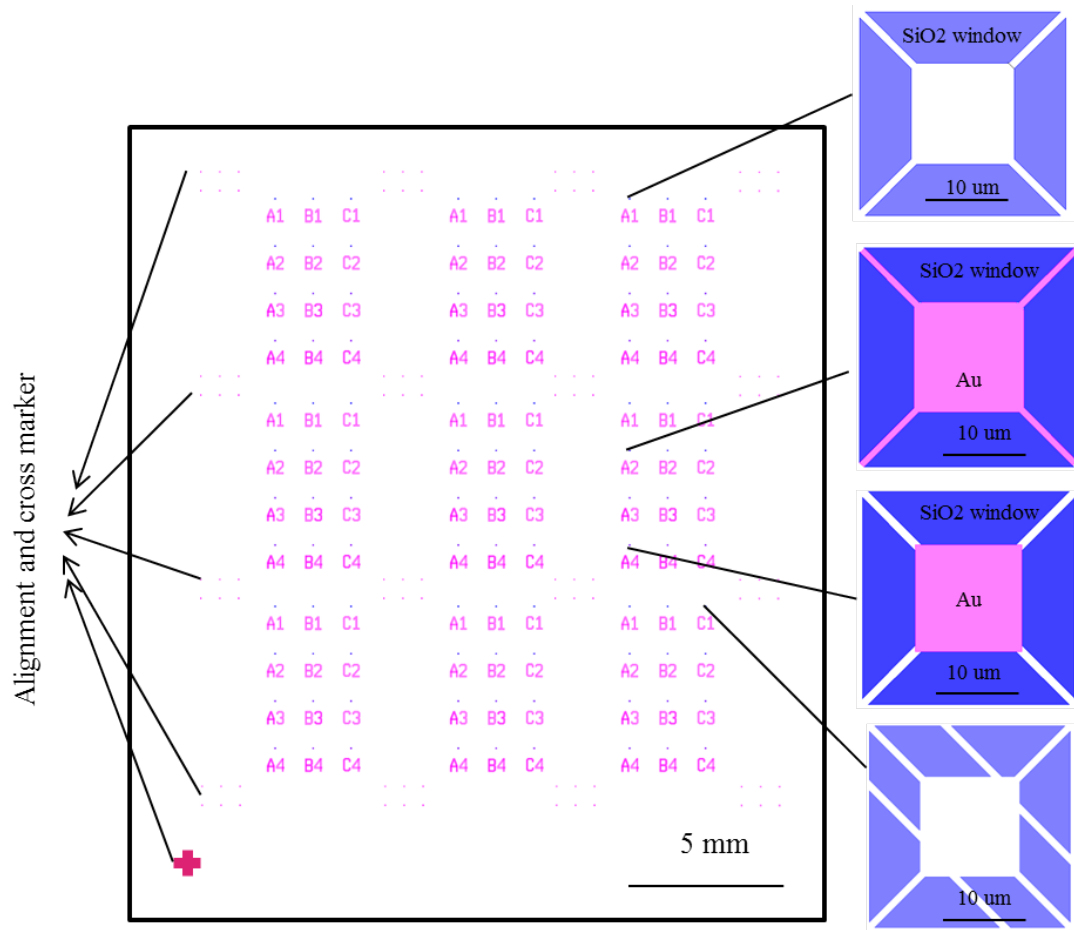 SiO2 window
10 um
A1 B1 C1 A1 B1 C1 A1 B1 C1
A2 B2 C2 A2 B2 C2 A2 B2 C2
SiO2 window
A3 B3 C3 A3 B3 C3 A3 B3 C3
A4 B4 C4 A4 B4 C4 A4 B4 C4
Au
10 um
Alignment and cross marker
A1 B1 C1 A1 B1 C1 A1 B1 C1
A2 B2 C2 A2 B2 C2 A2 B2 C2
A3 B3 C3 A3 B3 C3 A3 B3 C3
SiO2 window
A4 B4 C4 A4 B4 C4 A4 B4 C4
Au
10 um
A1 B1 C1 A1 B1 C1 A1 B1 C1
A2 B2 C2 A2 B2 C2 A2 B2 C2
A3 B3 C3 A3 B3 C3 A3 B3 C3
A4 B4 C4 A4 B4 C4 A4 B4 C4
5 mm
10 um